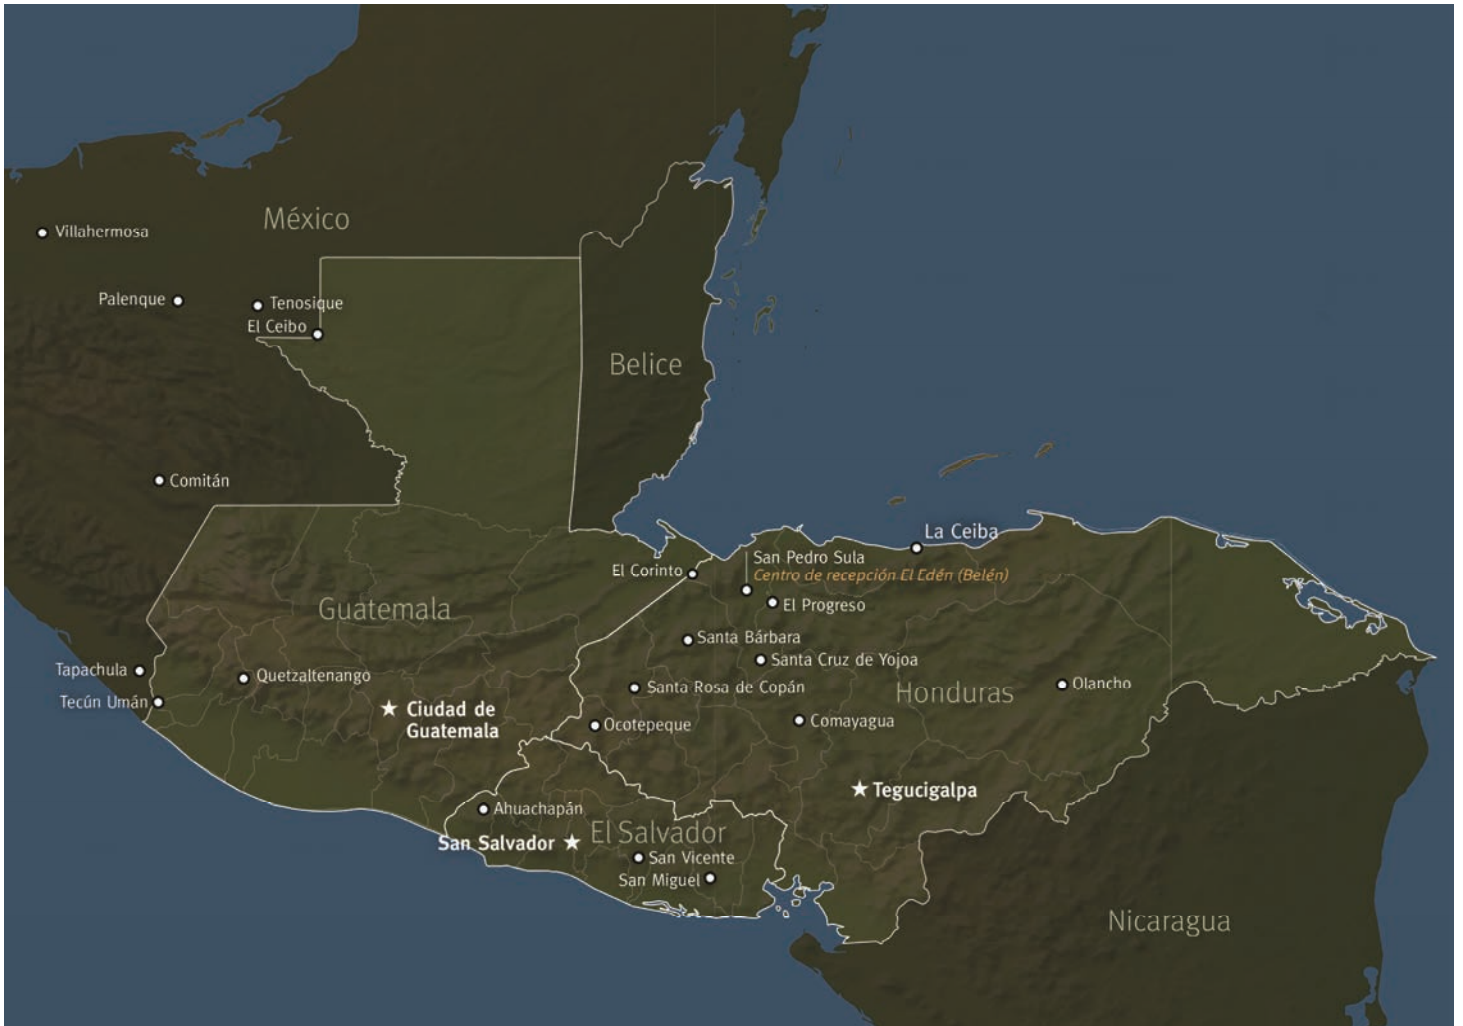 México
Villahermosa
Palenque
Tenosique
El Ceibo
Belice
Comitán
La Ceiba
San Pedro Sula
Centro de recepción El Edén (Belén)
El Corinto
El Progreso
Guatemala
Santa Bárbara
Santa Cruz de Yojoa
Tapachula
Quetzaltenango
Santa Rosa de Copán
Honduras
Olancho
Tecún Umán
Ciudad de
Guatemala
Ocotepeque
Comayagua
Tegucigalpa
Ahuachapán
San Salvador
El Salvador
San Vicente
San Miguel
Nicaragua